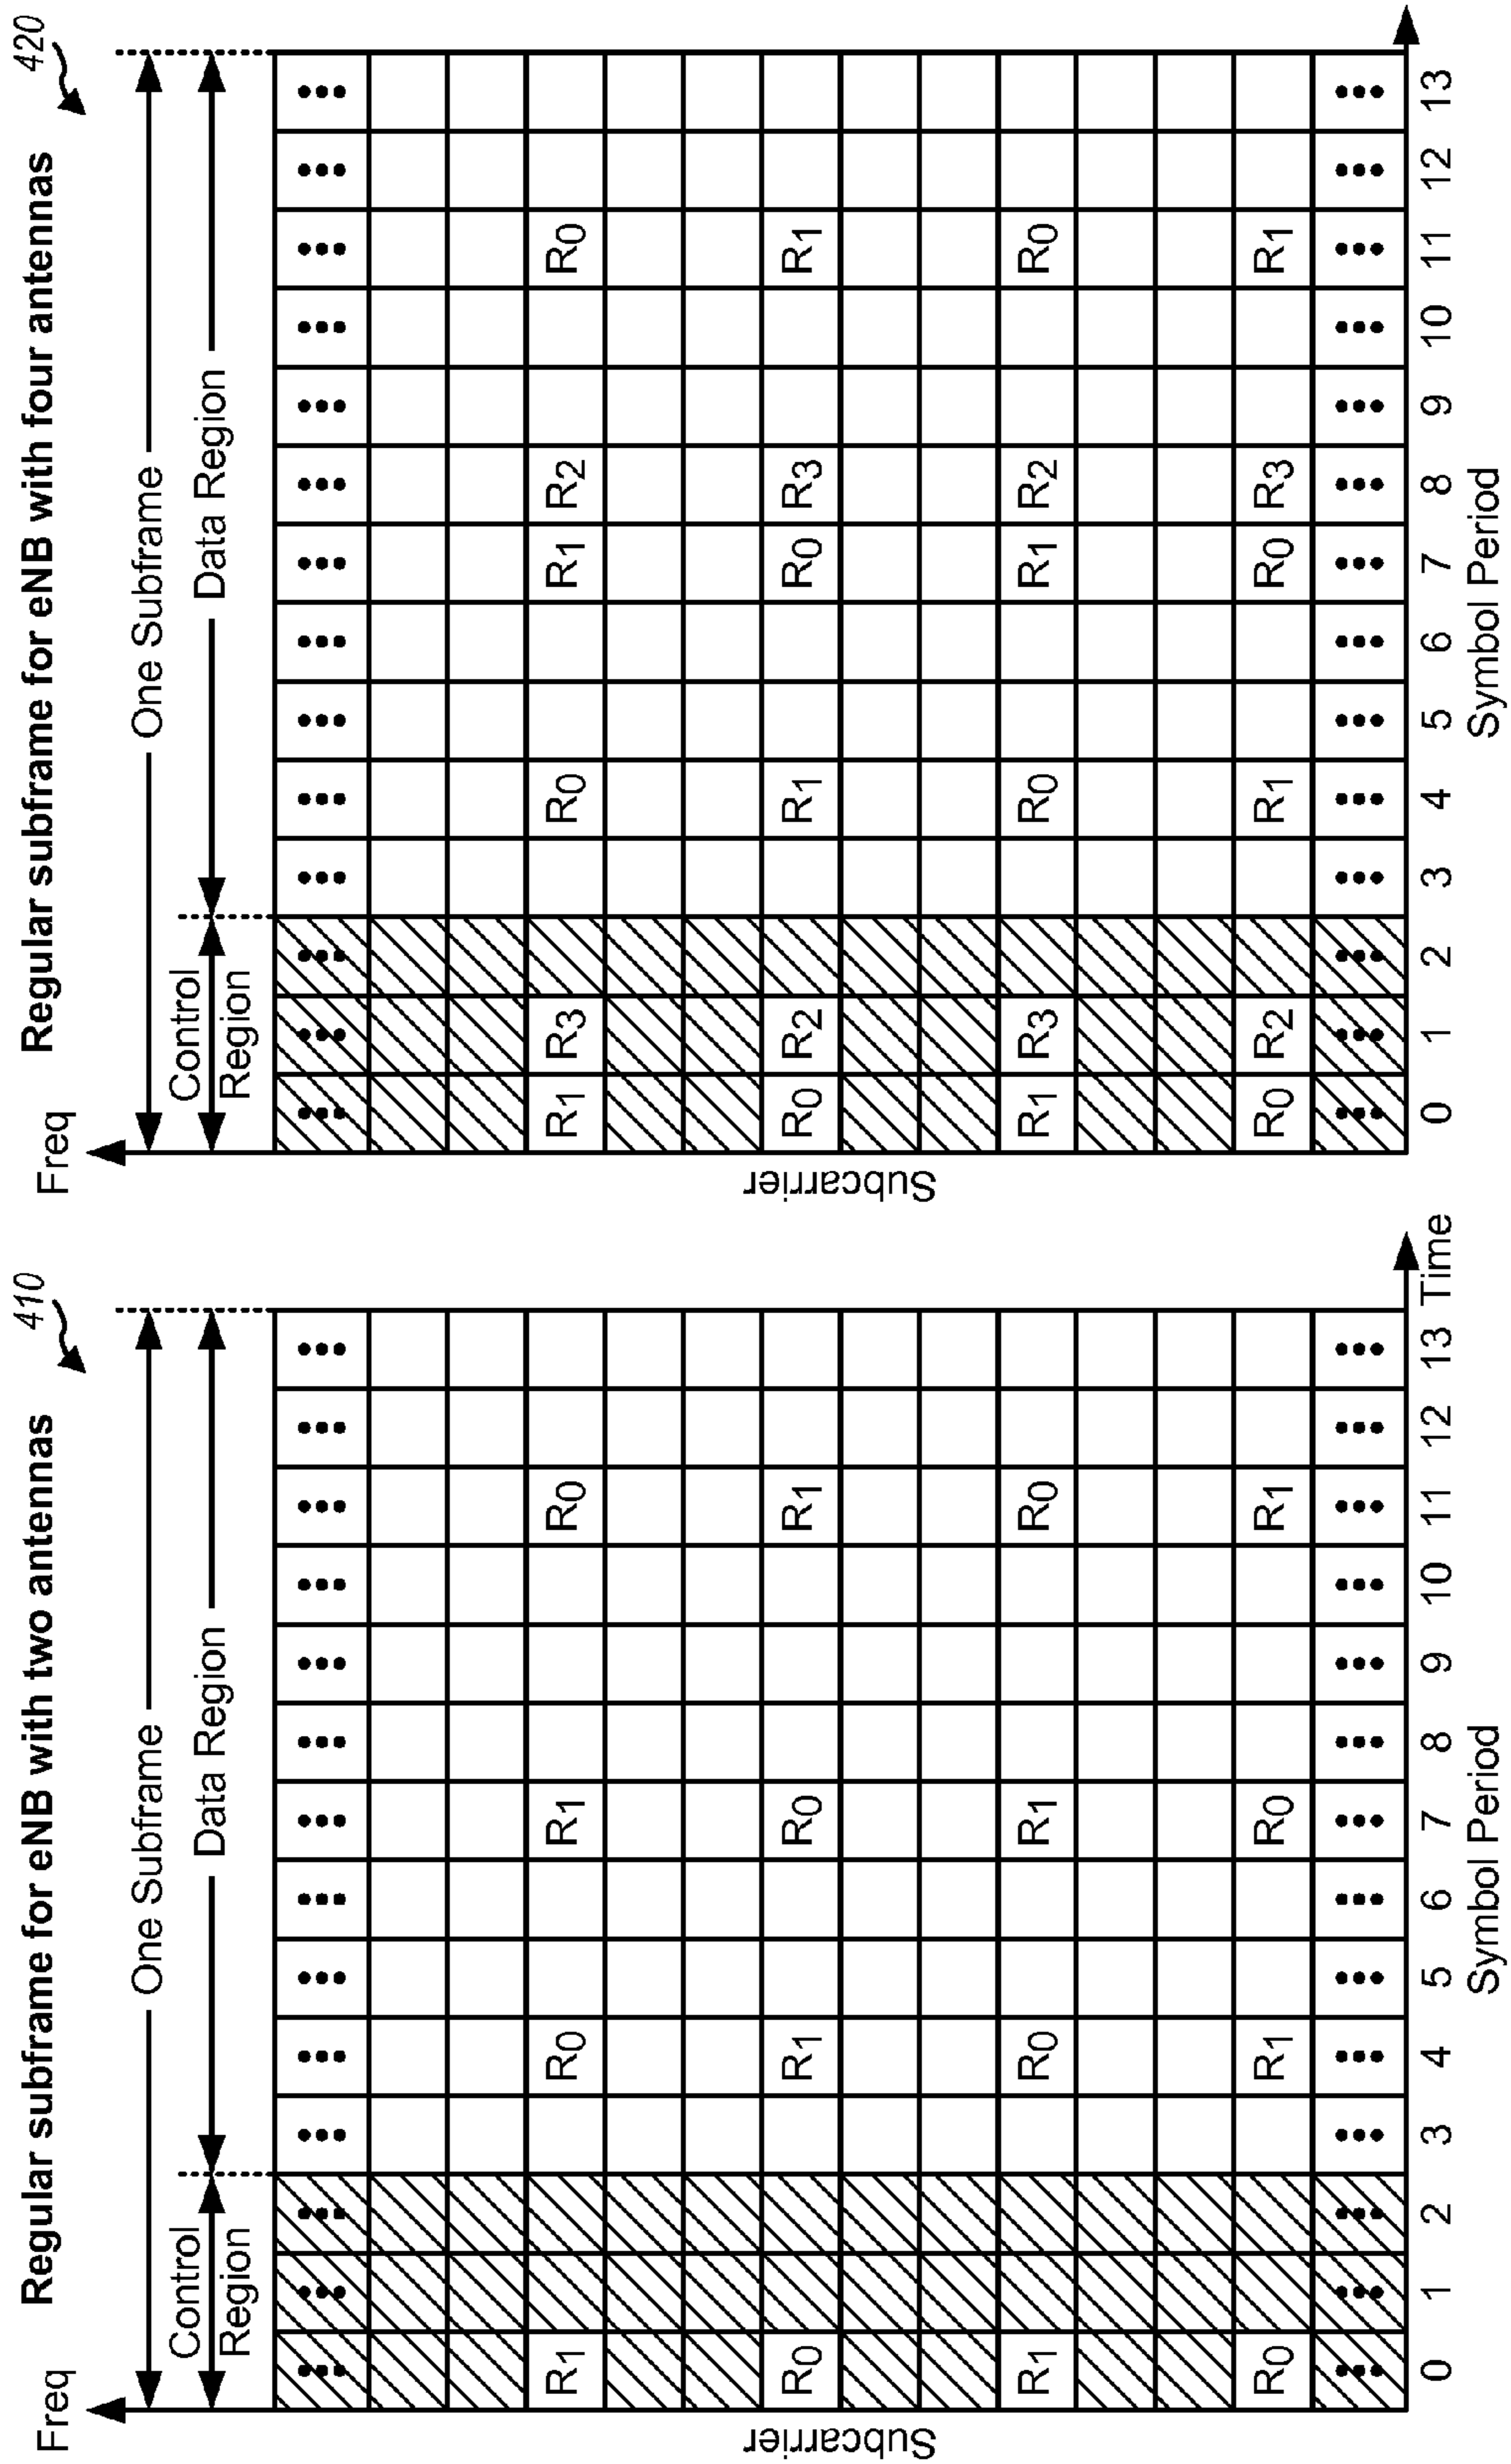 Regular subframe for eNB with two antennas
410
Freq
One Subframe
Control Region
Data Region
Subcarrier
••• ••• ••• ••• ••• ••• ••• ••• ••• ••• ••• ••• ••• •••
R1 R0 R1 R0
R0 R1 R0 R1
R1 R0 R1 R0
R0 R1 R0 R1
••• ••• ••• ••• ••• ••• ••• ••• ••• ••• ••• ••• ••• •••
0 1 2 3 4 5 6 7 8 9 10 11 12 13 Time
Symbol Period
Regular subframe for eNB with four antennas
420
Freq
One Subframe
Control Region
Data Region
Subcarrier
••• ••• ••• ••• ••• ••• ••• ••• ••• ••• ••• ••• ••• •••
R1 R3 R0 R1 R2 R0
R0 R2 R1 R0 R3 R1
R1 R3 R0 R1 R2 R0
R0 R2 R1 R0 R3 R1
••• ••• ••• ••• ••• ••• ••• ••• ••• ••• ••• ••• ••• •••
0 1 2 3 4 5 6 7 8 9 10 11 12 13
Symbol Period